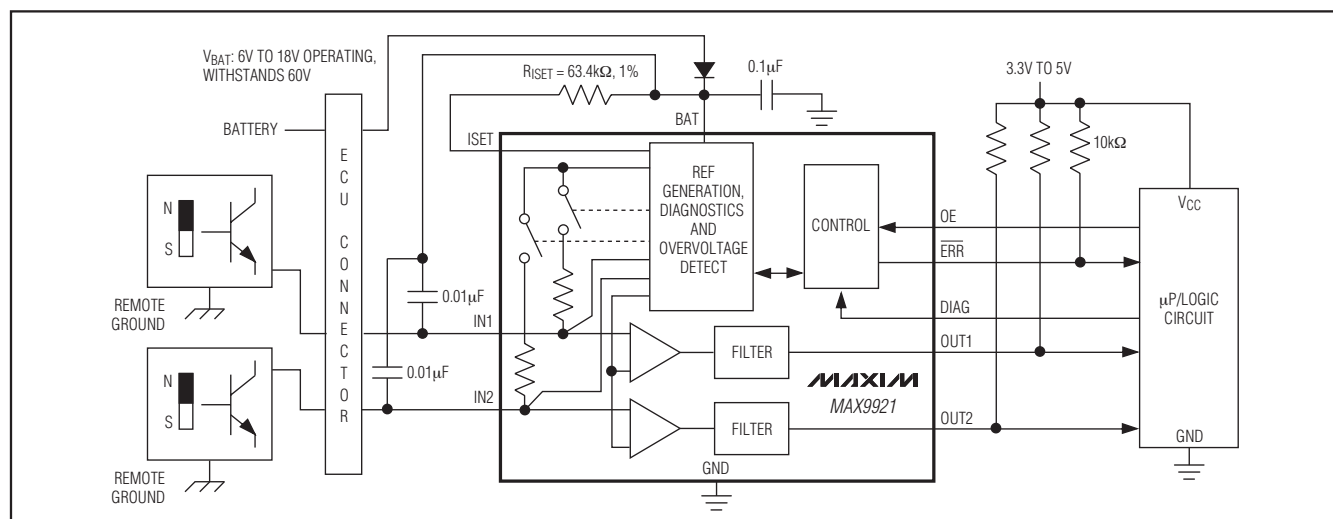 VBAT: 6V TO 18V OPERATING,
WITHSTANDS 60V
RISET = 63.4kΩ, 1%
0.1µF
3.3V TO 5V
BATTERY
ISET
BAT
10kΩ
ECU CONNECTOR
REF
GENERATION,
DIAGNOSTICS
AND
OVERVOLTAGE
DETECT
CONTROL
OE
ERR
VCC
N
S
REMOTE
GROUND
0.01µF
IN1
DIAG
µP/LOGIC
CIRCUIT
FILTER
OUT1
N
S
0.01µF
MAXIM
MAX9921
IN2
FILTER
OUT2
GND
GND
REMOTE
GROUND